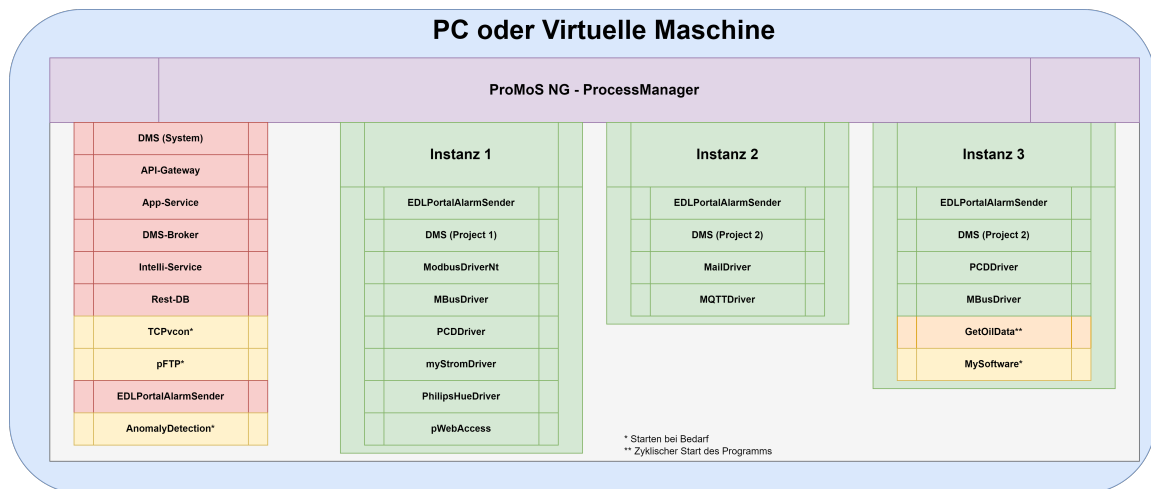 PC oder Virtuelle Maschine
ProMoS NG - ProcessManager
DMS (System)
API-Gateway
App-Service
DMS-Broker
Intelli-Service
Rest-DB
TCPvcon*
pFTP*
EDLPortalAlarmSender
AnomalyDetection*
Instanz 1
EDLPortalAlarmSender
DMS (Project 1)
ModbusDriverNt
MBusDriver
PCDDriver
myStromDriver
PhilipsHueDriver
pWebAccess
Instanz 2
EDLPortalAlarmSender
DMS (Project 2)
MailDriver
MQTTDriver
Instanz 3
EDLPortalAlarmSender
DMS (Project 2)
PCDDriver
MBusDriver
GetOilData**
MySoftware*
* Starten bei Bedarf
** Zyklischer Start des Programms